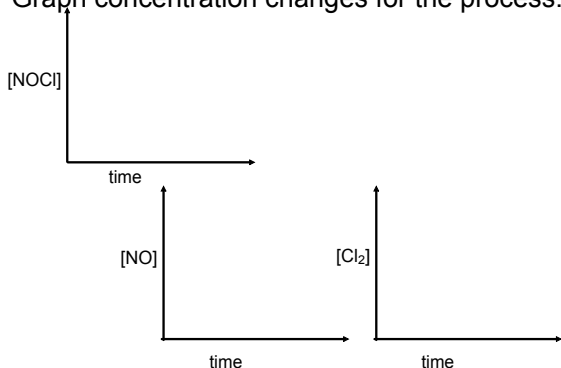 Graph concentration changes for the process.
[NOCl]
time
[NO]
[Cl₂]
time
time